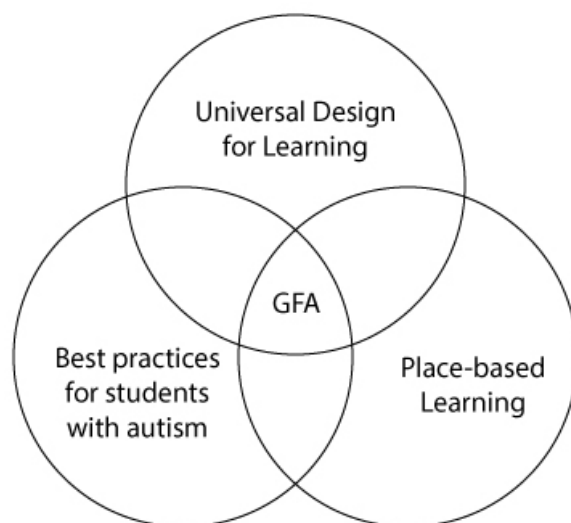 Universal Design
for Learning
GFA
Best practices
for students
with autism
Place-based
Learning